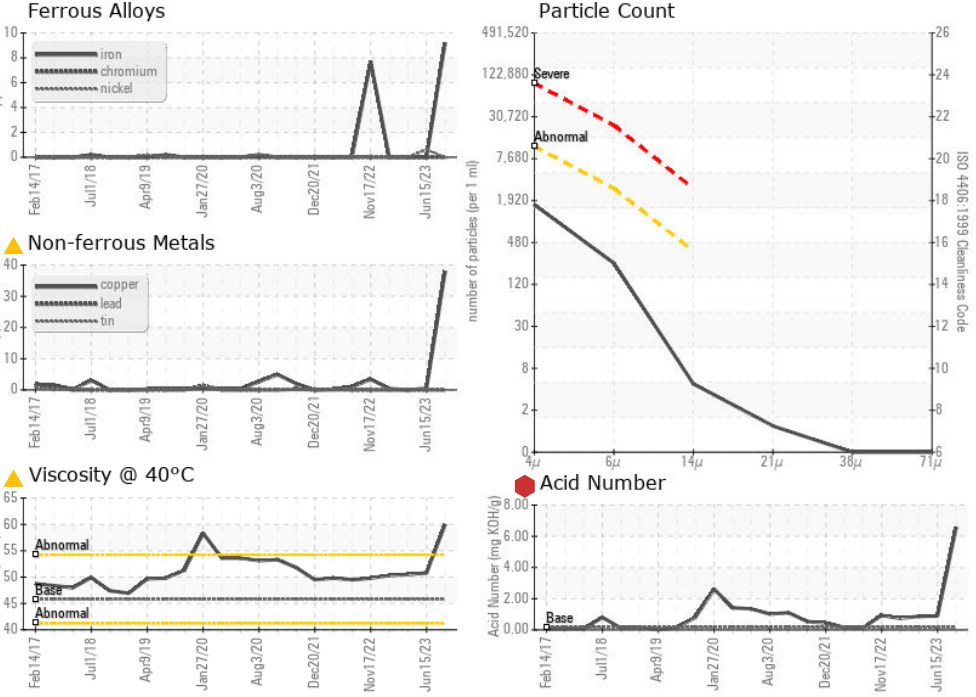 Ferrous Alloys
10
8
6
4
2
0
iron
chromium
nickel
Feb14/17
Jul1/18
Apr9/19
Jan27/20
Aug3/20
Dec20/21
Nov17/22
Jun15/23
Non-ferrous Metals
40
30
20
10
0
copper
lead
tin
Feb14/17
Jul1/18
Apr9/19
Jan27/20
Aug3/20
Dec20/21
Nov17/22
Jun15/23
Viscosity @ 40°C
65
60
55
50
45
40
Abnormal
Base
Abnormal
Feb14/17
Jul1/18
Apr9/19
Jan27/20
Aug3/20
Dec20/21
Nov17/22
Jun15/23
Particle Count
number of particles (per 1 ml)
491,520
122,880
30,720
7,680
1,920
480
120
30
8
2
0
Severe
Abnormal
26
24
22
20
18
16
14
12
10
8
6
ISO 4406:1999 Cleanliness Code
4µ
6µ
14µ
21µ
38µ
71µ
Acid Number
Acid Number (mg KOH/g)
8.00
6.00
4.00
2.00
0.00
Base
Feb14/17
Jul1/18
Apr9/19
Jan27/20
Aug3/20
Dec20/21
Nov17/22
Jun15/23